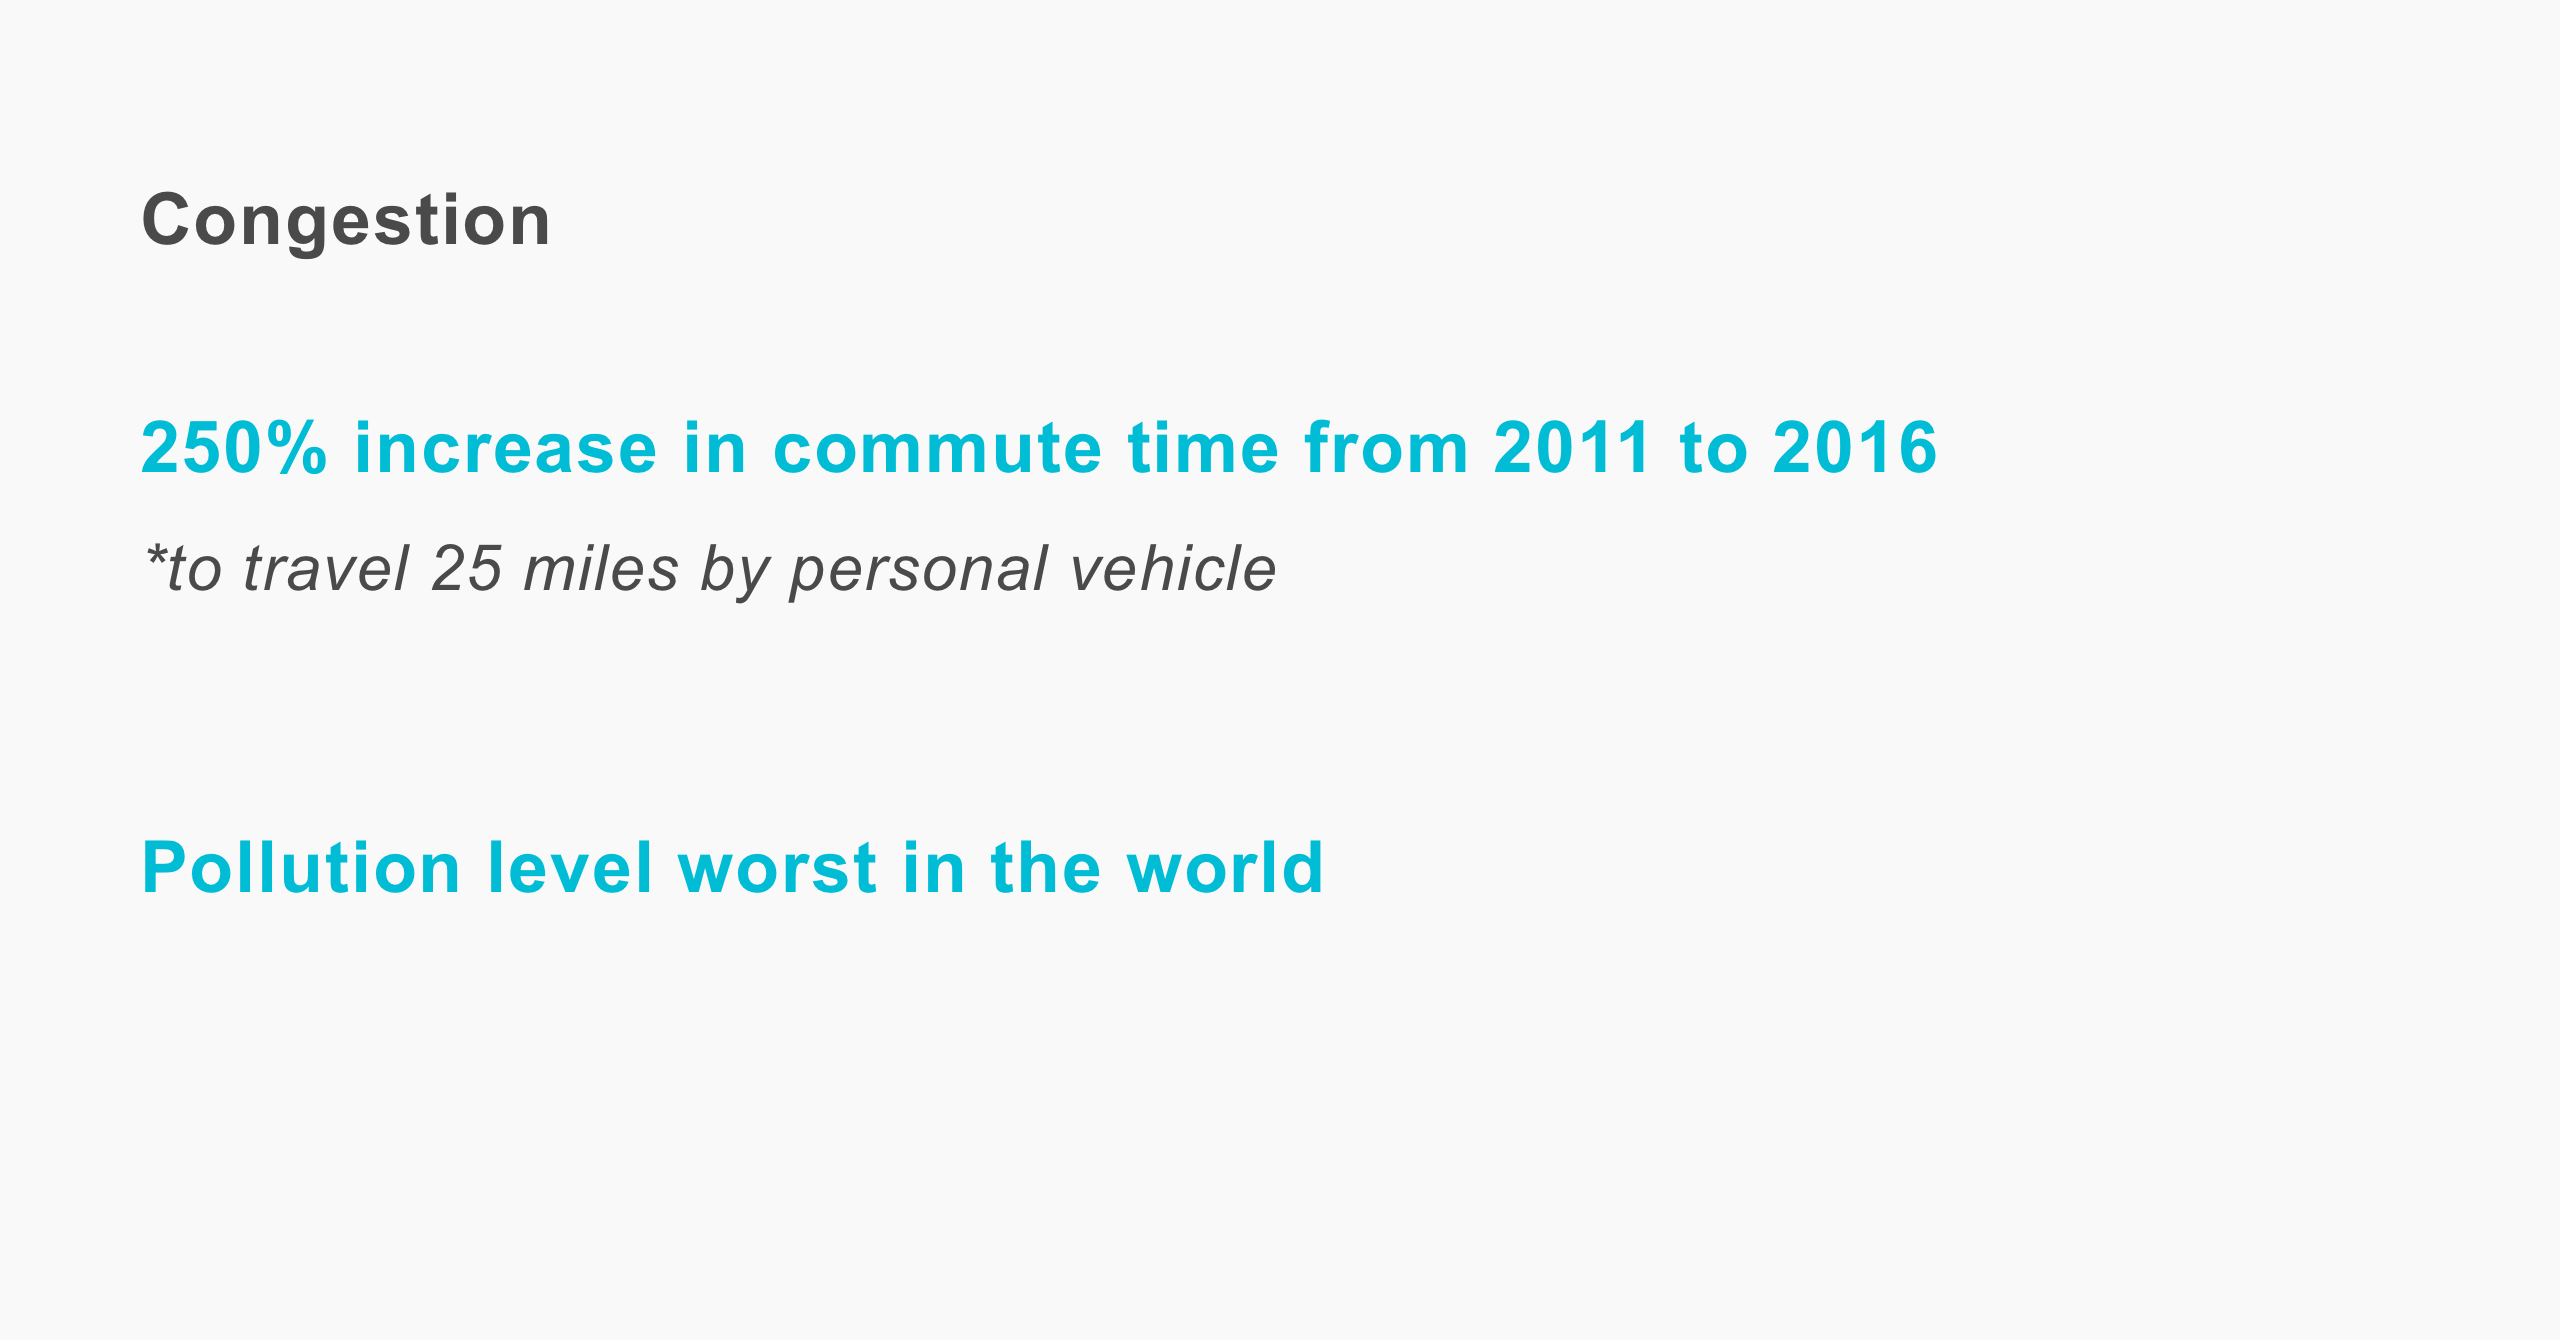 Congestion
250% increase in commute time from 2011 to 2016
*to travel 25 miles by personal vehicle
Pollution level worst in the world